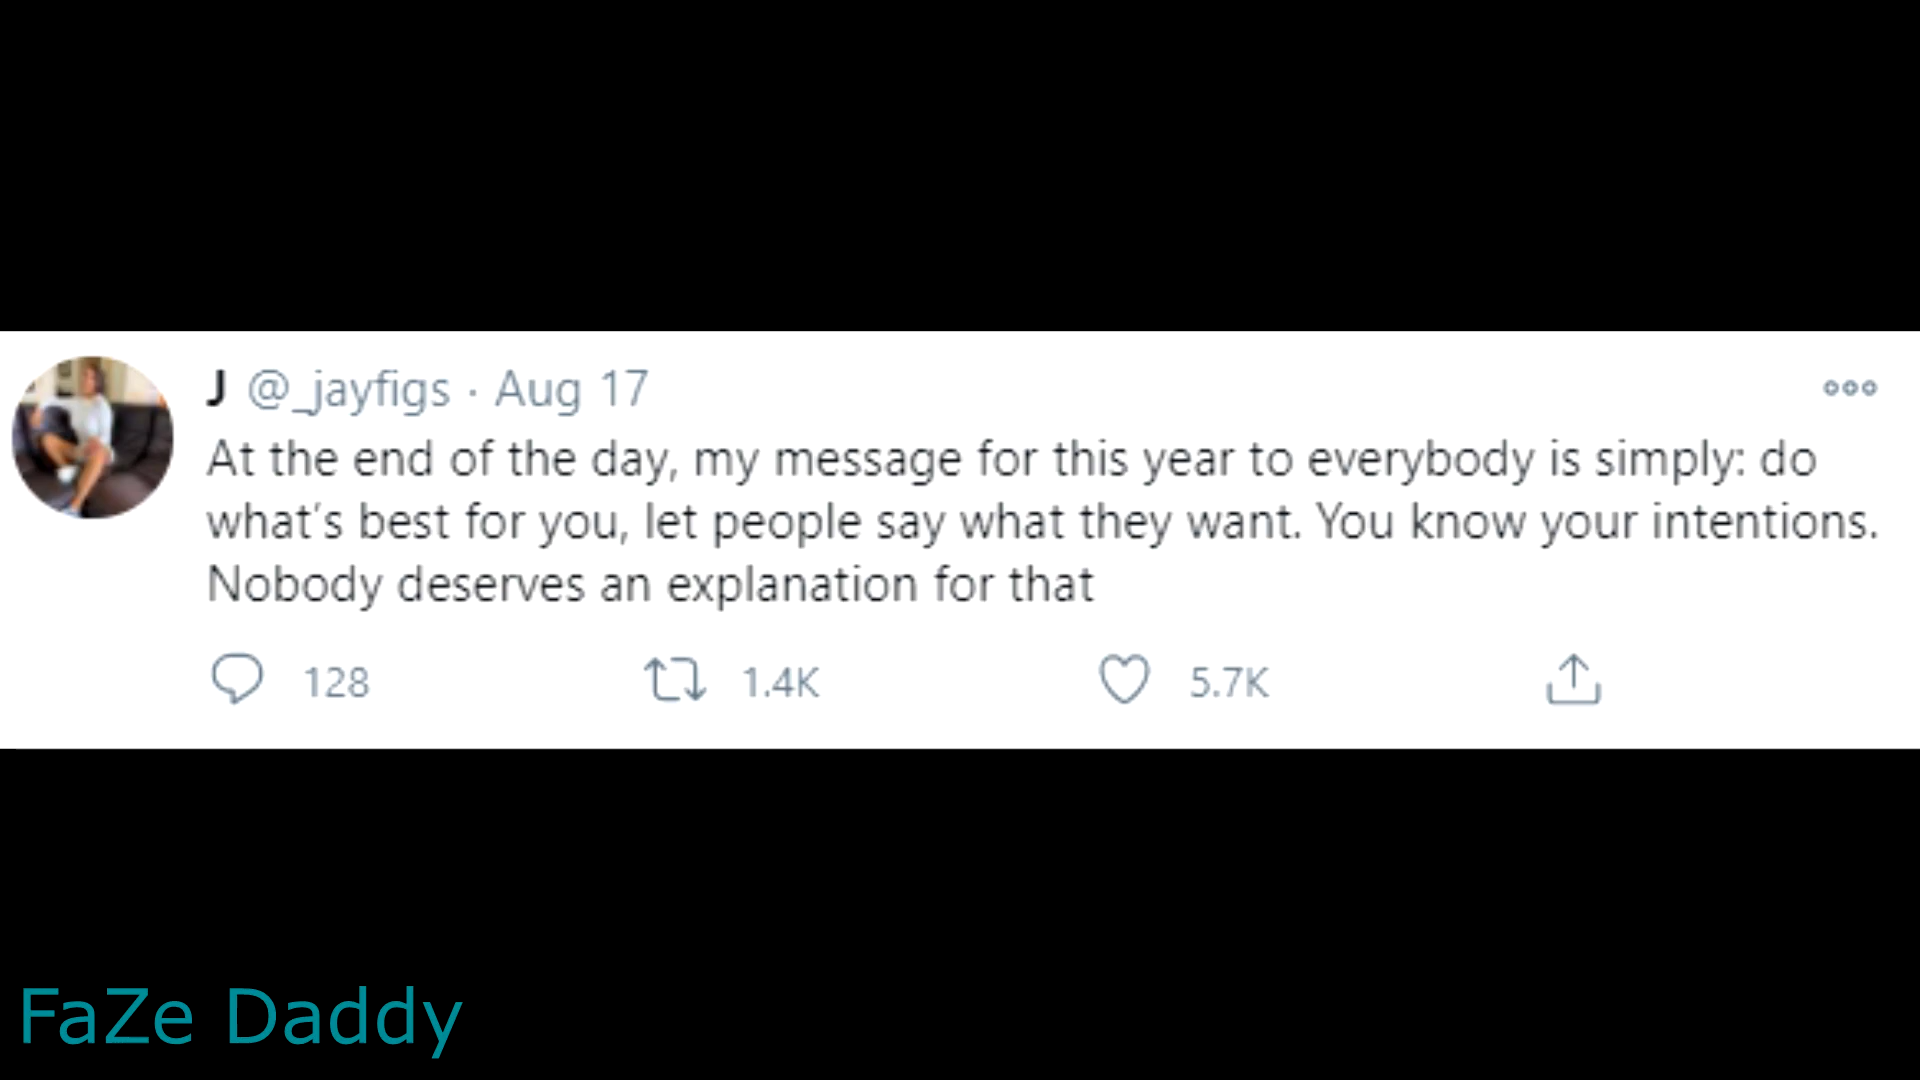 J @_jayfigs · Aug 17
At the end of the day, my message for this year to everybody is simply: do
what's best for you, let people say what they want. You know your intentions.
Nobody deserves an explanation for that
128 1.4K 5.7K
FaZe Daddy